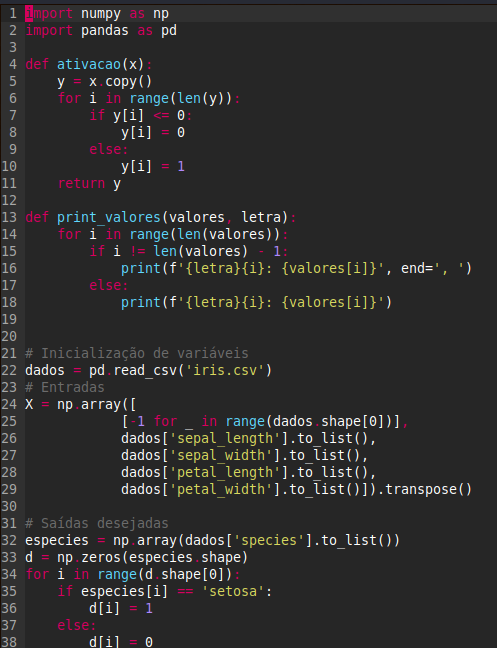 1 import numpy as np
2 import pandas as pd
3
4 def ativacao(x):
5     y = x.copy()
6     for i in range(len(y)):
7         if y[i] <= 0:
8             y[i] = 0
9         else:
10             y[i] = 1
11     return y
12
13 def print_valores(valores, letra):
14     for i in range(len(valores)):
15         if i != len(valores) - 1:
16             print(f'{letra}{i}: {valores[i]}', end=', ')
17         else:
18             print(f'{letra}{i}: {valores[i]}')
19
20
21 # Inicialização de variáveis
22 dados = pd.read_csv('iris.csv')
23 # Entradas
24 X = np.array([
25             [-1 for _ in range(dados.shape[0])],
26             dados['sepal_length'].to_list(),
27             dados['sepal_width'].to_list(),
28             dados['petal_length'].to_list(),
29             dados['petal_width'].to_list()]).transpose()
30
31 # Saídas desejadas
32 especies = np.array(dados['species'].to_list())
33 d = np.zeros(especies.shape)
34 for i in range(d.shape[0]):
35     if especies[i] == 'setosa':
36         d[i] = 1
37     else:
38         d[i] = 0